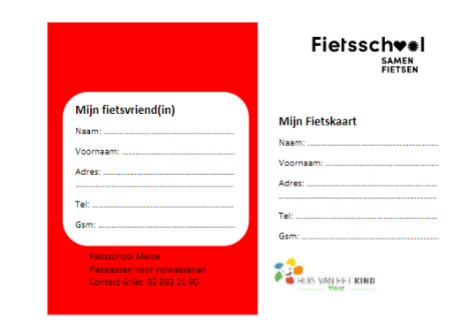 Mijn fietsvriend(in)
Naam: ....................................................
Voornaam: .............................................
Adres: ....................................................
................................................................
Tel: .........................................................
Gsm: ......................................................
Fietsschool Meise
Fietslessen voor volwassenen
Contact Griet: 02 892 21 90
Fietsschool
SAMEN
FIETSEN
Mijn Fietskaart
Naam: ....................................................
Voornaam: .............................................
Adres: ....................................................
................................................................
Tel: .........................................................
Gsm: ......................................................
HUIS VAN HET KIND
Meise